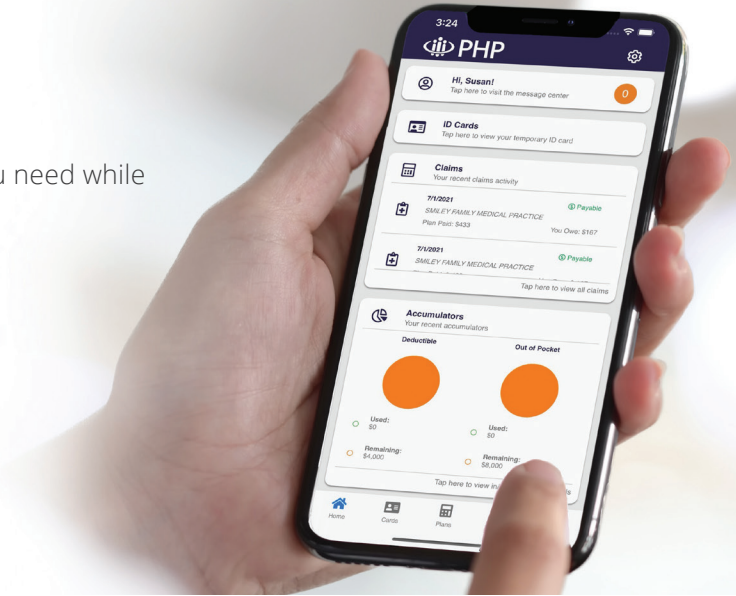 u need while
3:24
PHP
Hi, Susan!
Tap here to visit the message center
0
ID Cards
Tap here to view your temporary ID card
Claims
Your recent claims activity
7/1/2021
Payable
SMILEY FAMILY MEDICAL PRACTICE
Plan Paid: $433 You Owe: $167
7/1/2021
Payable
SMILEY FAMILY MEDICAL PRACTICE
Tap here to view all claims
Accumulators
Your recent accumulators
Deductible Out of Pocket
Used: Used:
$0 $0
Remaining: Remaining:
$4,000 $8,000
Tap here to view in
Home Cards Plans